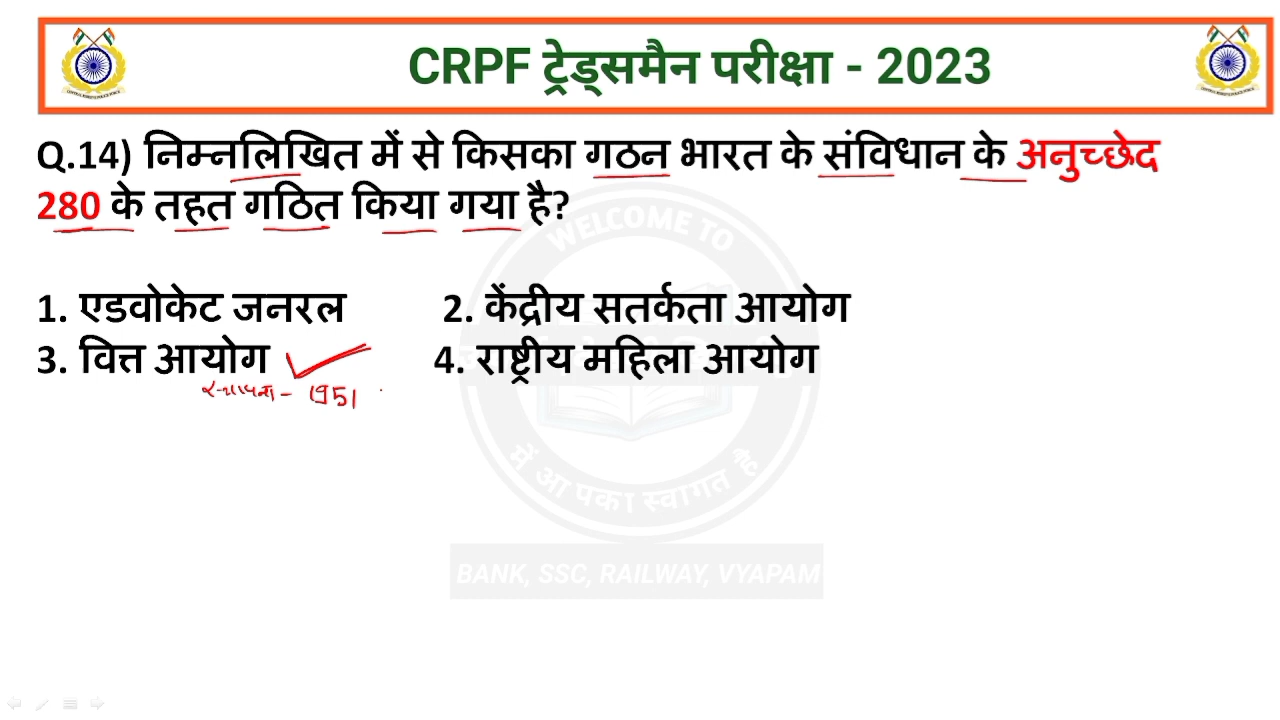 CRPF ट्रेड्समैन परीक्षा - 2023
Q.14) निम्नलिखित में से किसका गठन भारत के संविधान के अनुच्छेद
280 के तहत गठित किया गया है?
WELCOME TO
1. एडवोकेट जनरल 2. केंद्रीय सतर्कता आयोग
3. वित्त आयोग 4. राष्ट्रीय महिला आयोग
स्थापना - 1951
में आपका स्वागत है
BANK, SSC, RAILWAY, VYAPAM